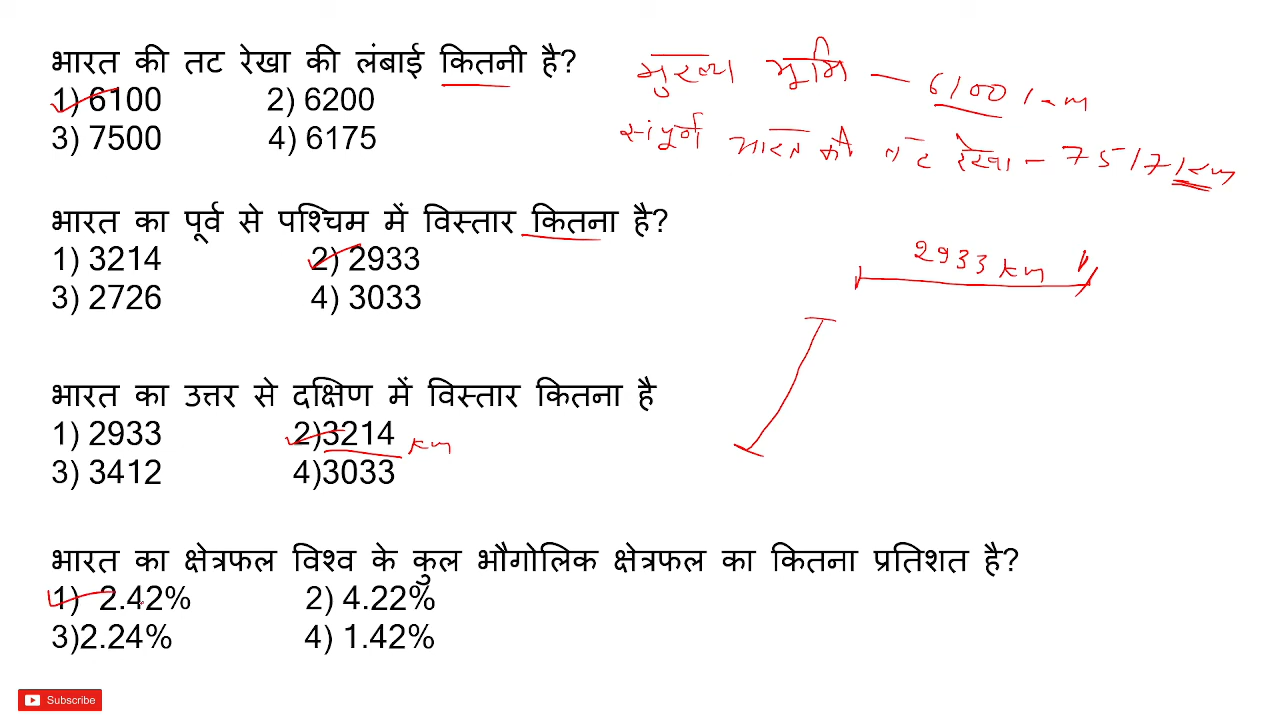 भारत की तट रेखा की लंबाई कितनी है?
1) 6100 2) 6200
3) 7500 4) 6175
मुख्या भूमि — 6100 km
संपूर्न भारत की तट रेखा - 7517 km
भारत का पूर्व से पश्चिम में विस्तार कितना है?
1) 3214 2) 2933
3) 2726 4) 3033
2933 km
भारत का उत्तर से दक्षिण में विस्तार कितना है
1) 2933 2)3214 km
3) 3412 4)3033
भारत का क्षेत्रफल विश्व के कुल भौगोलिक क्षेत्रफल का कितना प्रतिशत है?
1) 2.42% 2) 4.22%
3)2.24% 4) 1.42%
Subscribe